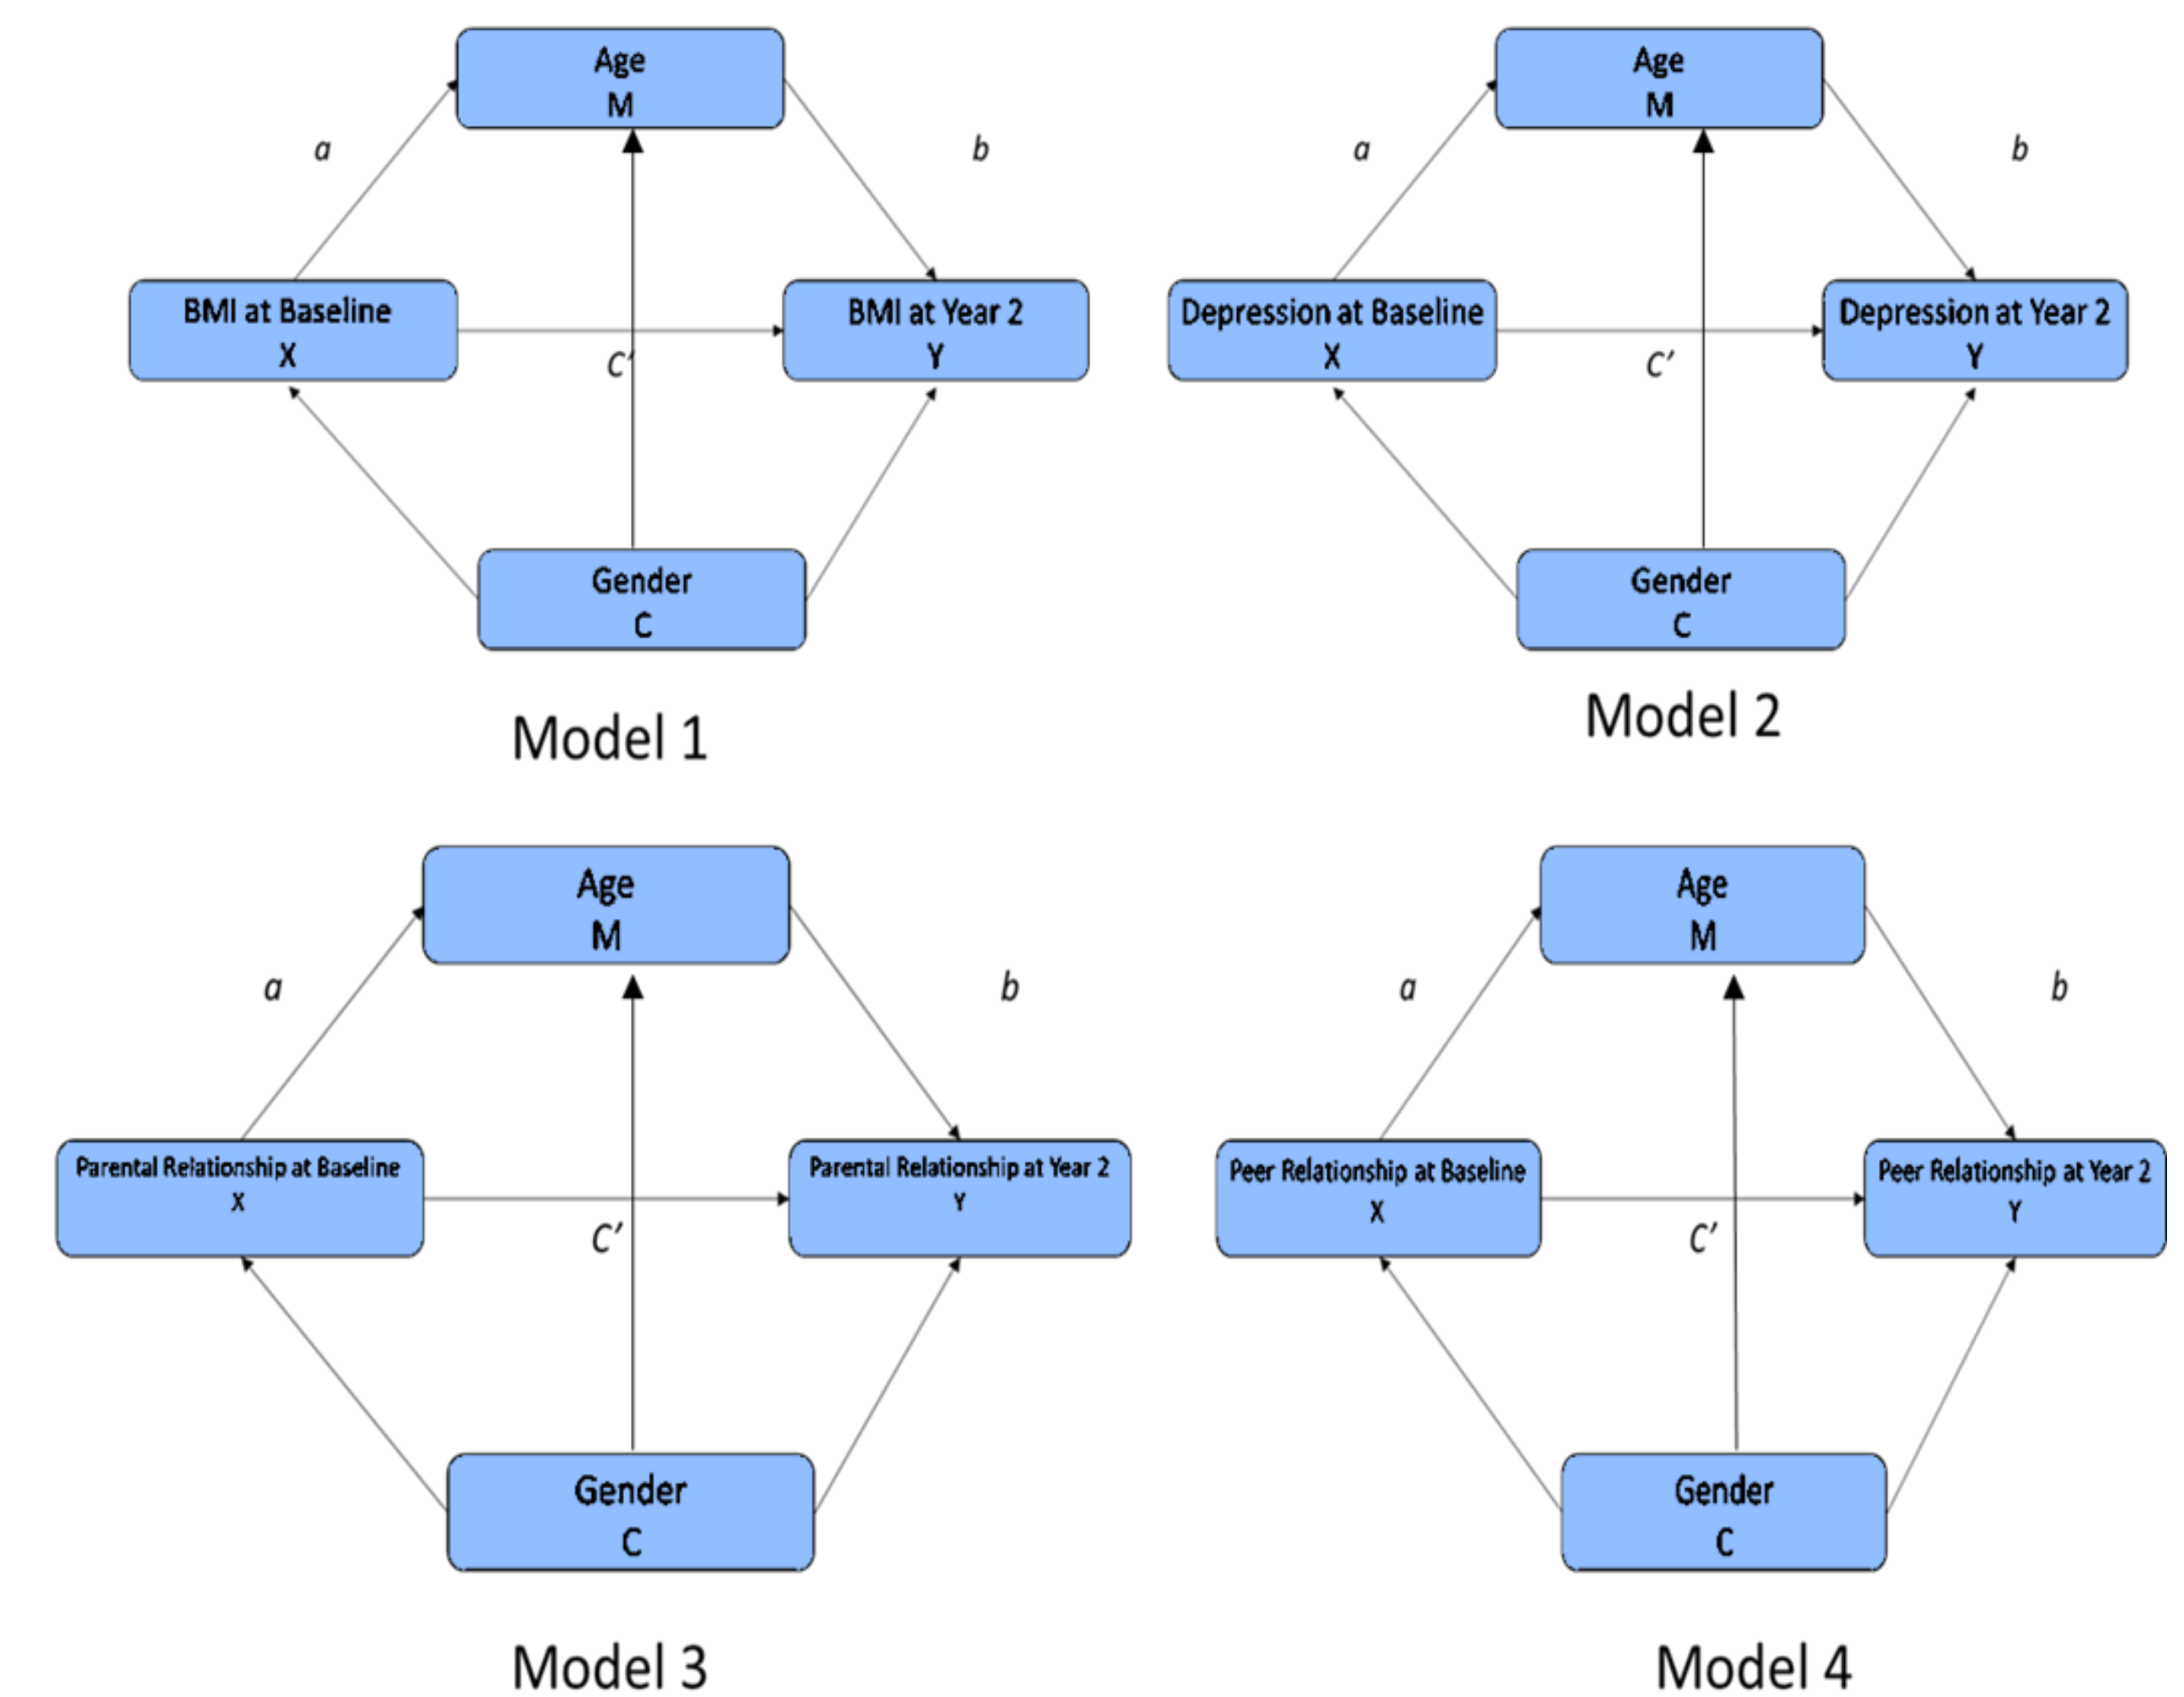 Age
M
a
b
BMI at Baseline
X
BMI at Year 2
Y
C′
Gender
C
Model 1
Age
M
a
b
Depression at Baseline
X
Depression at Year 2
Y
C′
Gender
C
Model 2
Age
M
a
b
Parental Relationship at Baseline
X
Parental Relationship at Year 2
Y
C′
Gender
C
Model 3
Age
M
a
b
Peer Relationship at Baseline
X
Peer Relationship at Year 2
Y
C′
Gender
C
Model 4